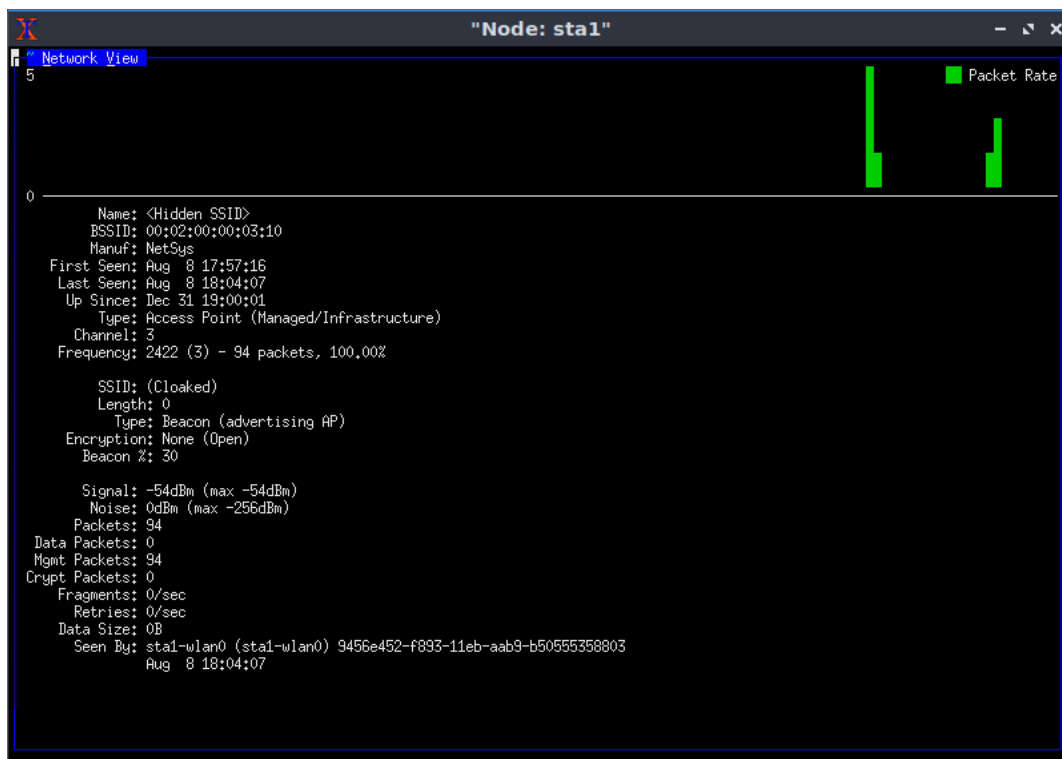 "Node: sta1"
~ Network View
5
Packet Rate
0
Name: <Hidden SSID>
BSSID: 00:02:00:00:03:10
Manuf: NetSys
First Seen: Aug  8 17:57:16
Last Seen: Aug  8 18:04:07
Up Since: Dec 31 19:00:01
Type: Access Point (Managed/Infrastructure)
Channel: 3
Frequency: 2422 (3) - 94 packets, 100.00%
SSID: (Cloaked)
Length: 0
Type: Beacon (advertising AP)
Encryption: None (Open)
Beacon %: 30
Signal: -54dBm (max -54dBm)
Noise: 0dBm (max -256dBm)
Packets: 94
Data Packets: 0
Mgmt Packets: 94
Crypt Packets: 0
Fragments: 0/sec
Retries: 0/sec
Data Size: 0B
Seen By: sta1-wlan0 (sta1-wlan0) 9456e452-f893-11eb-aab9-b50555358803
Aug  8 18:04:07